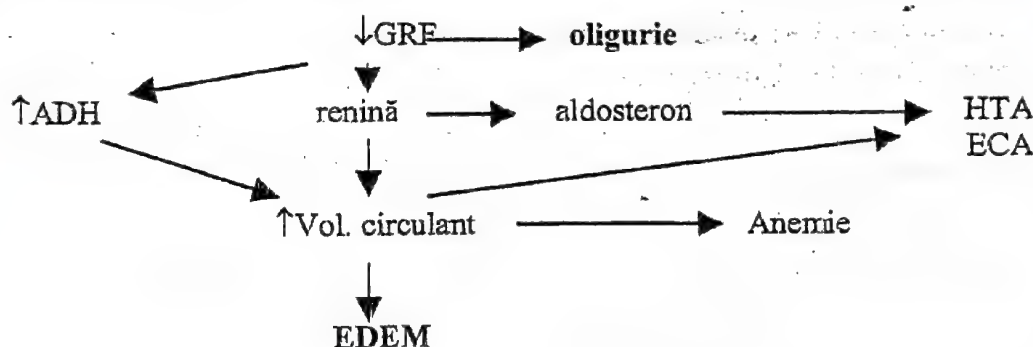 ↓GRF oligurie
↑ADH renină aldosteron HTA
ECA
↑Vol. circulant Anemie
EDEM